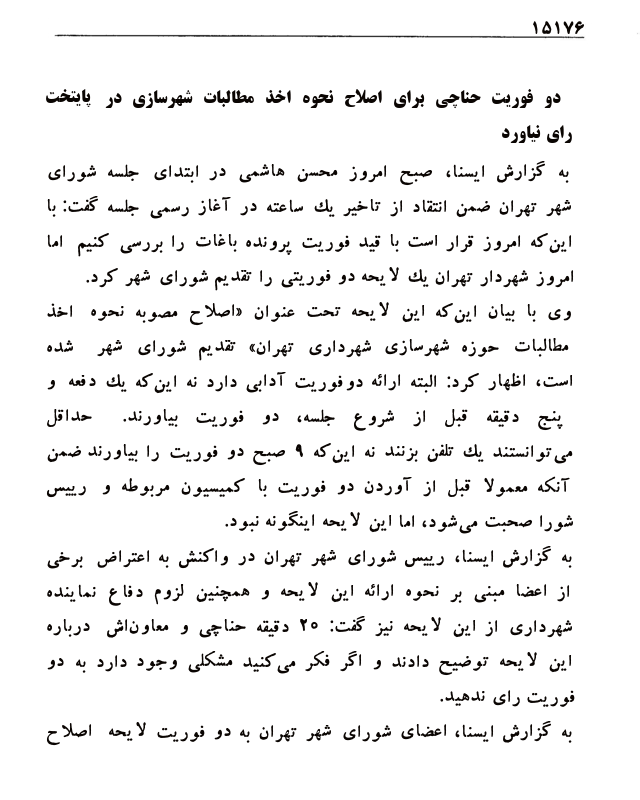 ۱۵۱۷۶
دو فوریت حناچی برای اصلاح نحوه اخذ مطالبات شهرسازی در پایتخت
رای نیاورد
به گزارش ایسنا، صبح امروز محسن هاشمی در ابتدای جلسه شورای
شهر تهران ضمن انتقاد از تاخیر یك ساعته در آغاز رسمی جلسه گفت: با
این‌که امروز قرار است با قید فوریت پرونده باغات را بررسی کنیم اما
امروز شهردار تهران یك لایحه دو فوریتی را تقدیم شورای شهر کرد.
وی با بیان این‌که این لایحه تحت عنوان «اصلاح مصوبه نحوه اخذ
مطالبات حوزه شهرسازی شهرداری تهران» تقدیم شورای شهر شده
است، اظهار کرد: البته ارائه دوفوریت آدابی دارد نه این‌که یك دفعه و
پنج دقیقه قبل از شروع جلسه، دو فوریت بیاورند. حداقل
می‌توانستند یك تلفن بزنند نه این‌که ۹ صبح دو فوریت را بیاورند ضمن
آنکه معمولا قبل از آوردن دو فوریت با کمیسیون مربوطه و رییس
شورا صحبت می‌شود، اما این لایحه اینگونه نبود.
به گزارش ایسنا، رییس شورای شهر تهران در واکنش به اعتراض برخی
از اعضا مبنی بر نحوه ارائه این لایحه و همچنین لزوم دفاع نماینده
شهرداری از این لایحه نیز گفت: ۲۰ دقیقه حناچی و معاون‌اش درباره
این لایحه توضیح دادند و اگر فکر می‌کنید مشکلی وجود دارد به دو
فوریت رای ندهید.
به گزارش ایسنا، اعضای شورای شهر تهران به دو فوریت لایحه اصلاح